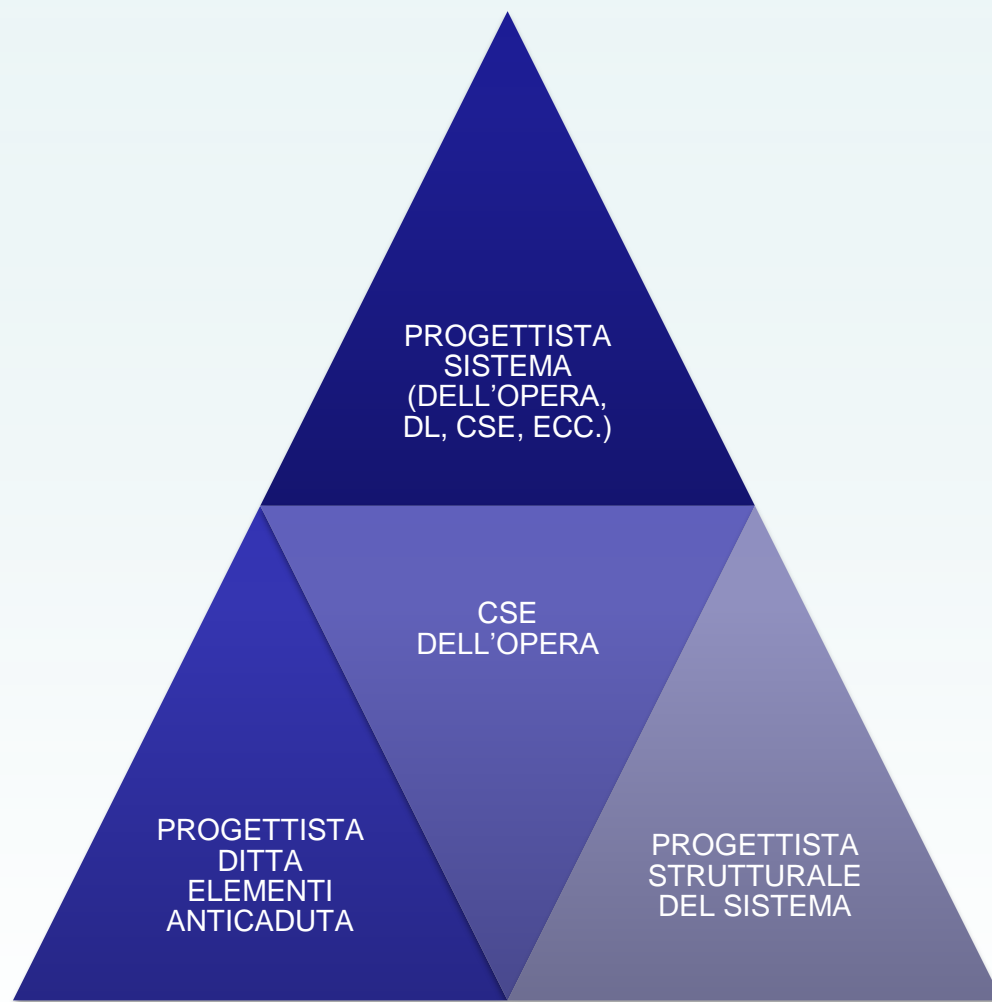 PROGETTISTA
SISTEMA
(DELL’OPERA,
DL, CSE, ECC.)
CSE
DELL’OPERA
PROGETTISTA
DITTA
ELEMENTI
ANTICADUTA
PROGETTISTA
STRUTTURALE
DEL SISTEMA